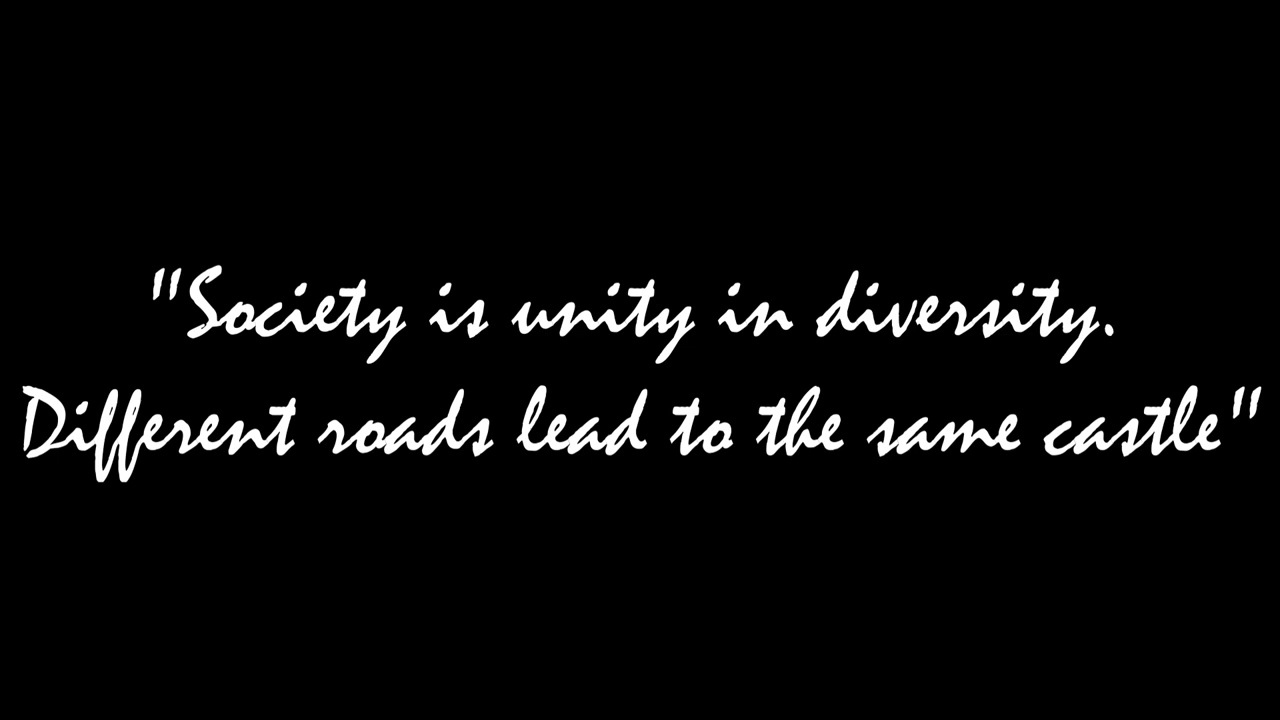 "Society is unity in diversity.
Different roads lead to the same castle"